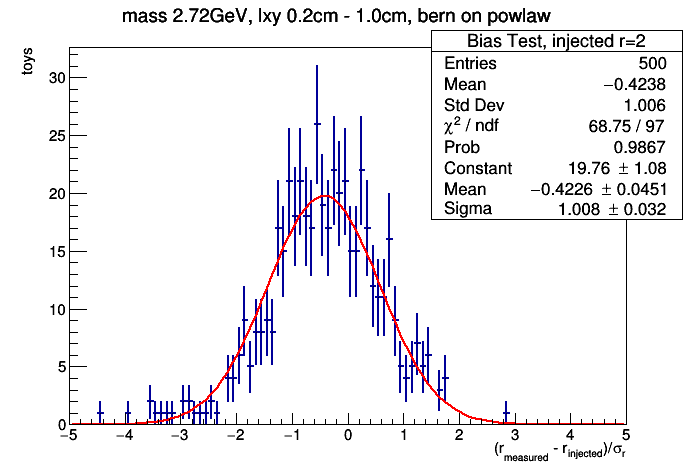 mass 2.72GeV, lxy 0.2cm - 1.0cm, bern on powlaw
toys
Bias Test, injected r=2
Entries 500
Mean −0.4238
Std Dev 1.006
χ² / ndf 68.75 / 97
Prob 0.9867
Constant 19.76 ± 1.08
Mean −0.4226 ± 0.0451
Sigma 1.008 ± 0.032
30
25
20
15
10
5
0
−5 −4 −3 −2 −1 0 1 2 3 4 5
(r_measured - r_injected)/σ_r